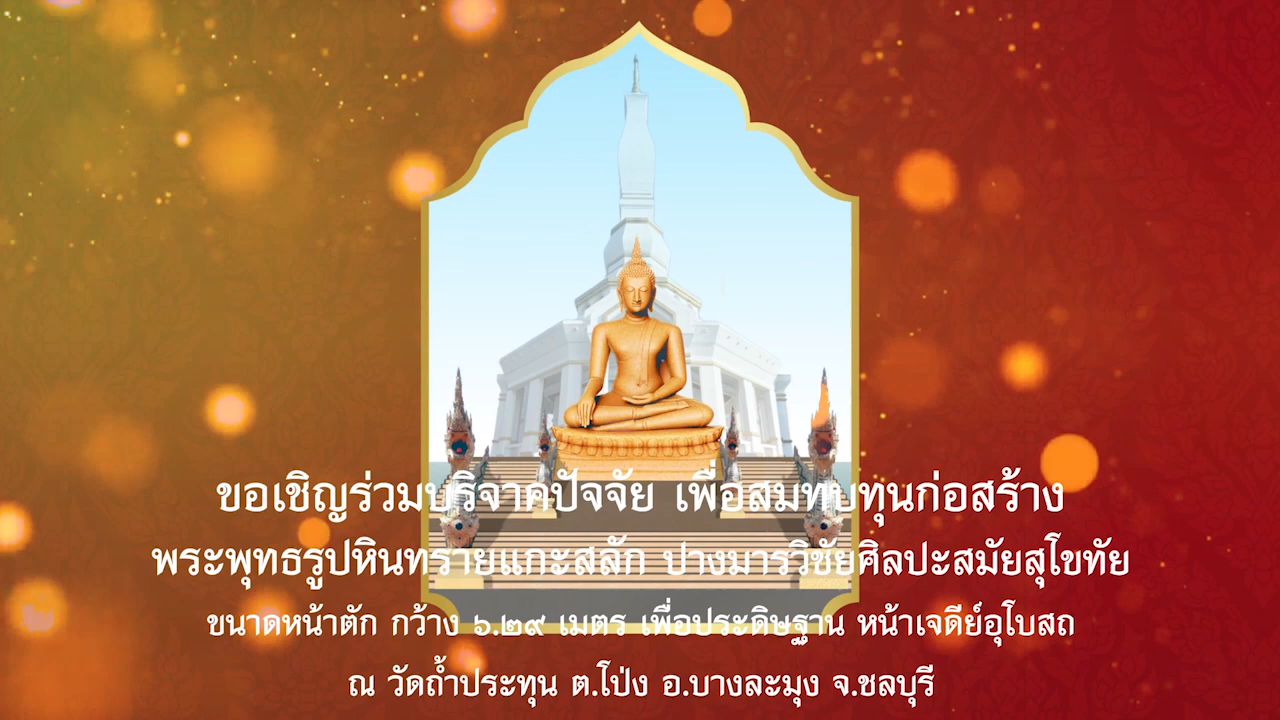 ขอเชิญร่วมบริจาคปัจจัย เพื่อสมทบทุนก่อสร้าง
พระพุทธรูปหินทรายแกะสลัก ปางมารวิชัยศิลปะสมัยสุโขทัย
ขนาดหน้าตัก กว้าง ๖.๒๙ เมตร เพื่อประดิษฐาน หน้าเจดีย์อุโบสถ
ณ วัดถ้ำประทุน ต.โป่ง อ.บางละมุง จ.ชลบุรี